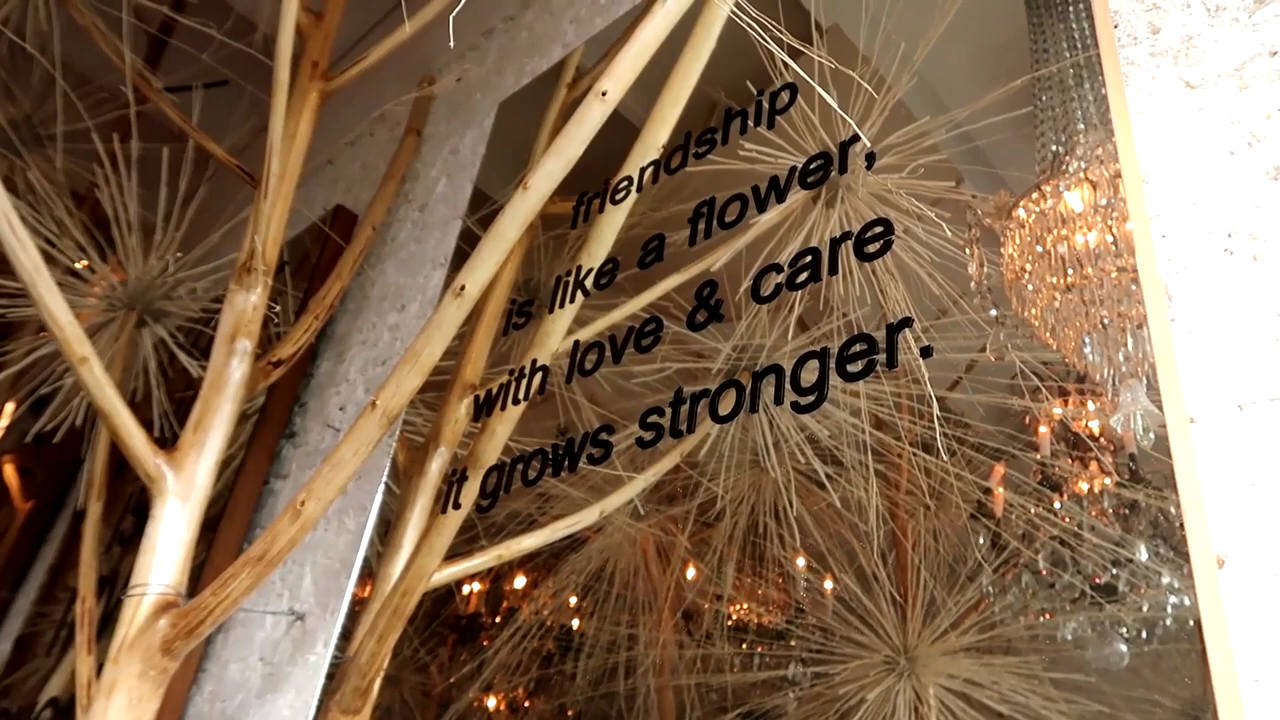 friendship
is like a flower,
with love & care
it grows stronger.